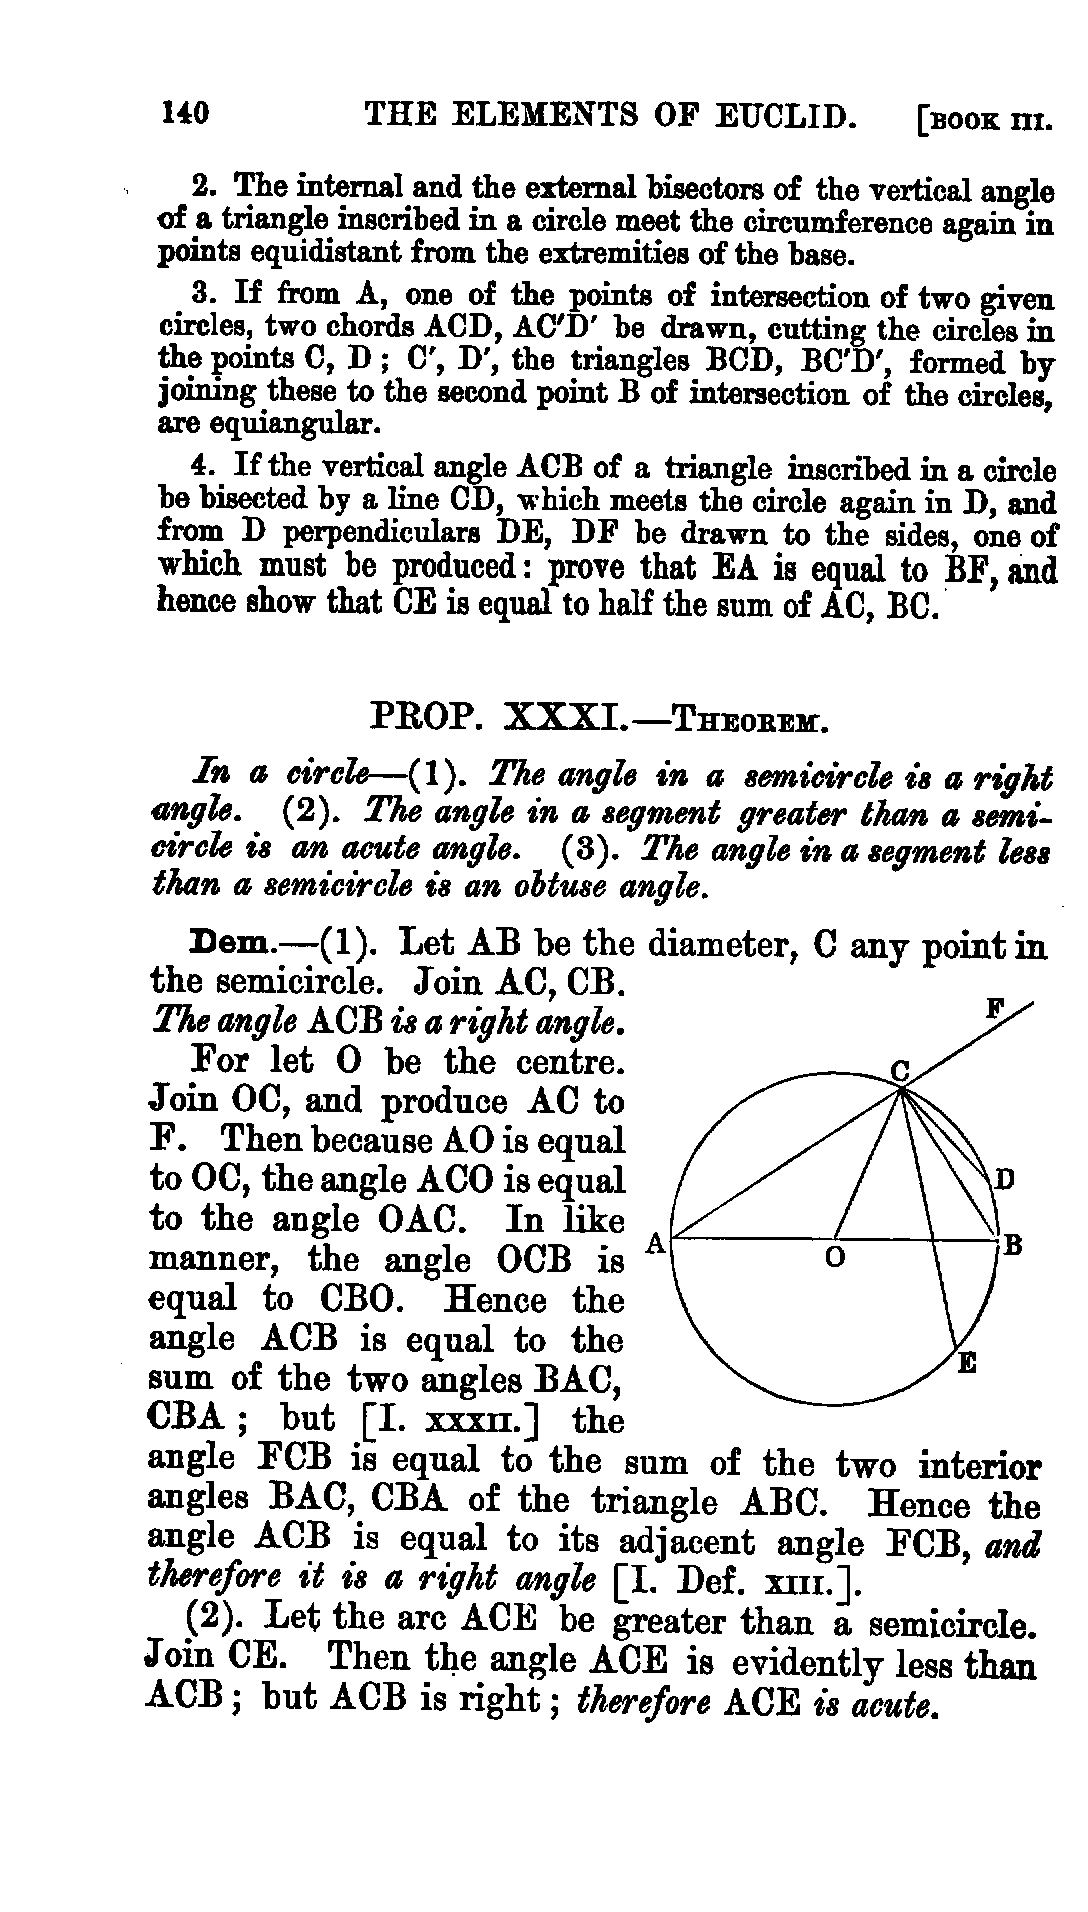 140 THE ELEMENTS OF EUCLID. [BOOK III.
2. The internal and the external bisectors of the vertical angle
of a triangle inscribed in a circle meet the circumference again in
points equidistant from the extremities of the base.
3. If from A, one of the points of intersection of two given
circles, two chords ACD, AC′D′ be drawn, cutting the circles in
the points C, D; C′, D′, the triangles BCD, BC′D′, formed by
joining these to the second point B of intersection of the circles,
are equiangular.
4. If the vertical angle ACB of a triangle inscribed in a circle
be bisected by a line CD, which meets the circle again in D, and
from D perpendiculars DE, DF be drawn to the sides, one of
which must be produced: prove that EA is equal to BF, and
hence show that CE is equal to half the sum of AC, BC.
PROP. XXXI.—THEOREM.
In a circle—(1). The angle in a semicircle is a right
angle. (2). The angle in a segment greater than a semi-
circle is an acute angle. (3). The angle in a segment less
than a semicircle is an obtuse angle.
Dem.—(1). Let AB be the diameter, C any point in
the semicircle. Join AC, CB.
The angle ACB is a right angle.
For let O be the centre.
Join OC, and produce AC to
F. Then because AO is equal
to OC, the angle ACO is equal
to the angle OAC. In like
manner, the angle OCB is
equal to CBO. Hence the
angle ACB is equal to the
sum of the two angles BAC,
CBA; but [I. XXXII.] the
angle FCB is equal to the sum of the two interior
angles BAC, CBA of the triangle ABC. Hence the
angle ACB is equal to its adjacent angle FCB, and
therefore it is a right angle [I. Def. XIII.].
(2). Let the arc ACE be greater than a semicircle.
Join CE. Then the angle ACE is evidently less than
ACB; but ACB is right; therefore ACE is acute.
F
C
D
A
O
B
E